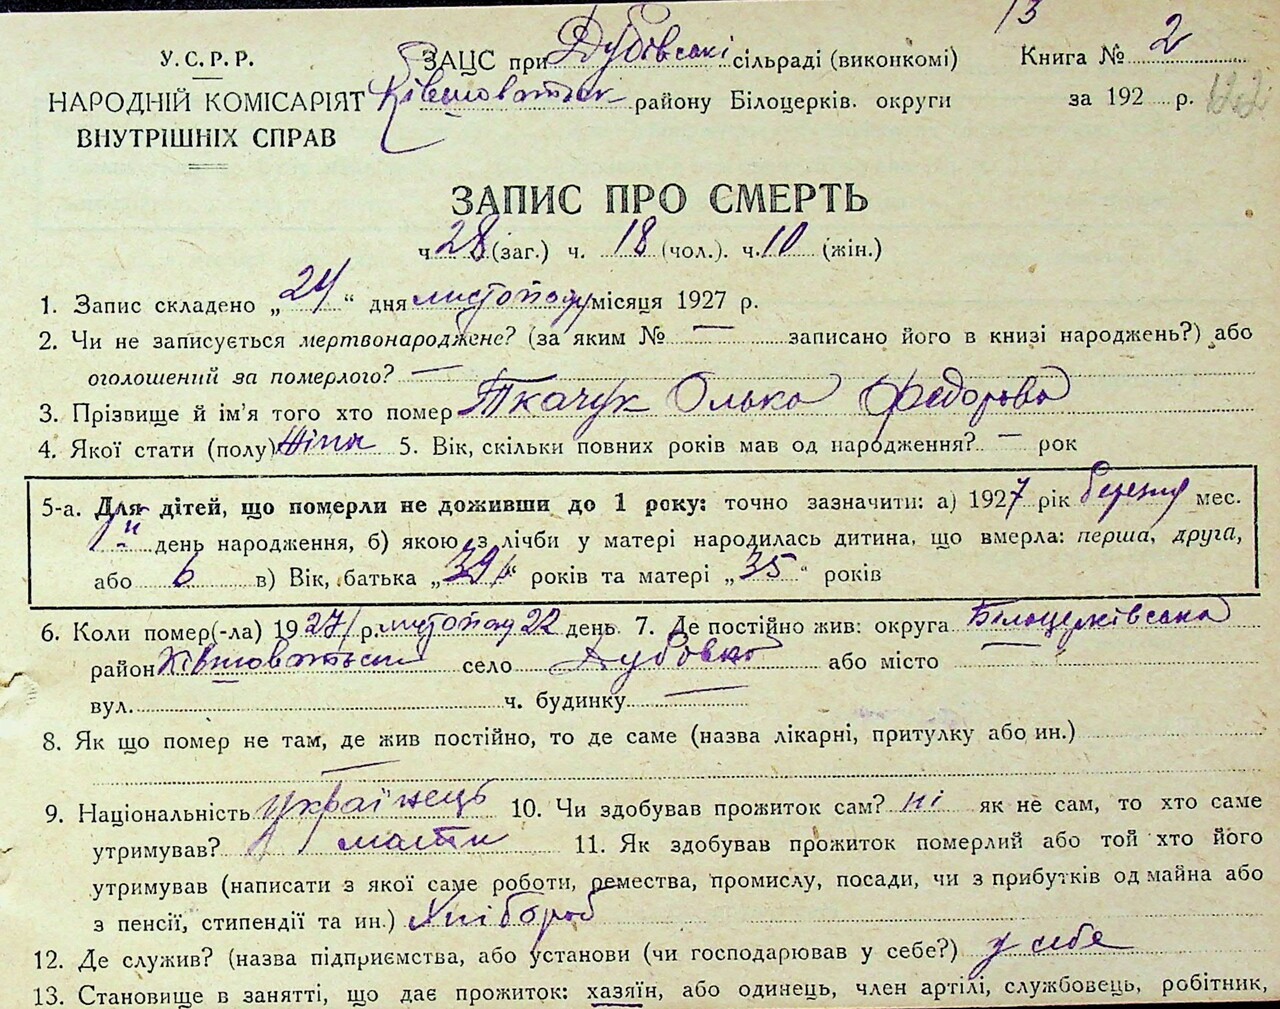 13
У. С. Р. Р.
НАРОДНІЙ КОМІСАРІЯТ
ВНУТРІШНІХ СПРАВ
ЗАЦС при Дубівські сільраді (виконкомі)
Ківшоватськ району Білоцерків. округи
Книга № 2
за 192 р.
ЗАПИС ПРО СМЕРТЬ
ч. 28 (заг.) ч. 18 (чол.). ч. 10 (жін.)
1. Запис складено „ 24 “ дня листопаду місяця 1927 р.
2. Чи не записується мертвонароджене? (за яким № — записано його в книзі народжень?) або
оголошений за померлого? —
3. Прізвище й ім'я того хто помер Ткачук Олька Федорова
4. Якої стати (полу) жіноч 5. Вік, скільки повних років мав од народження? — рок
5-а. Для дітей, що померли не доживши до 1 року: точно зазначити: а) 1927 рік березня мес.
день народження, б) якою з лічби у матері народилась дитина, що вмерла: перша, друга,
або 6 в) Вік, батька „ 39 “ років та матері „ 35 “ років
6. Коли помер(-ла) 1927 р. листопау 22 день. 7. Де постійно жив: округа Білоцерківська
район Ківшоватськи село Дубовка або місто
вул. ч. будинку —
8. Як що помер не там, де жив постійно, то де саме (назва лікарні, притулку або ин.)
—
9. Національність українець 10. Чи здобував прожиток сам? ні як не сам, то хто саме
утримував? мати 11. Як здобував прожиток померлий або той хто його
утримував (написати з якої саме роботи, ремества, промислу, посади, чи з прибутків од майна або
з пенсії, стипендії та ин.) Хлібороб
12. Де служив? (назва підприємства, або установи (чи господарював у себе?) у себе
13. Становище в занятті, що дає прожиток: хазяїн, або одинець, член артілі, службовець, робітник,